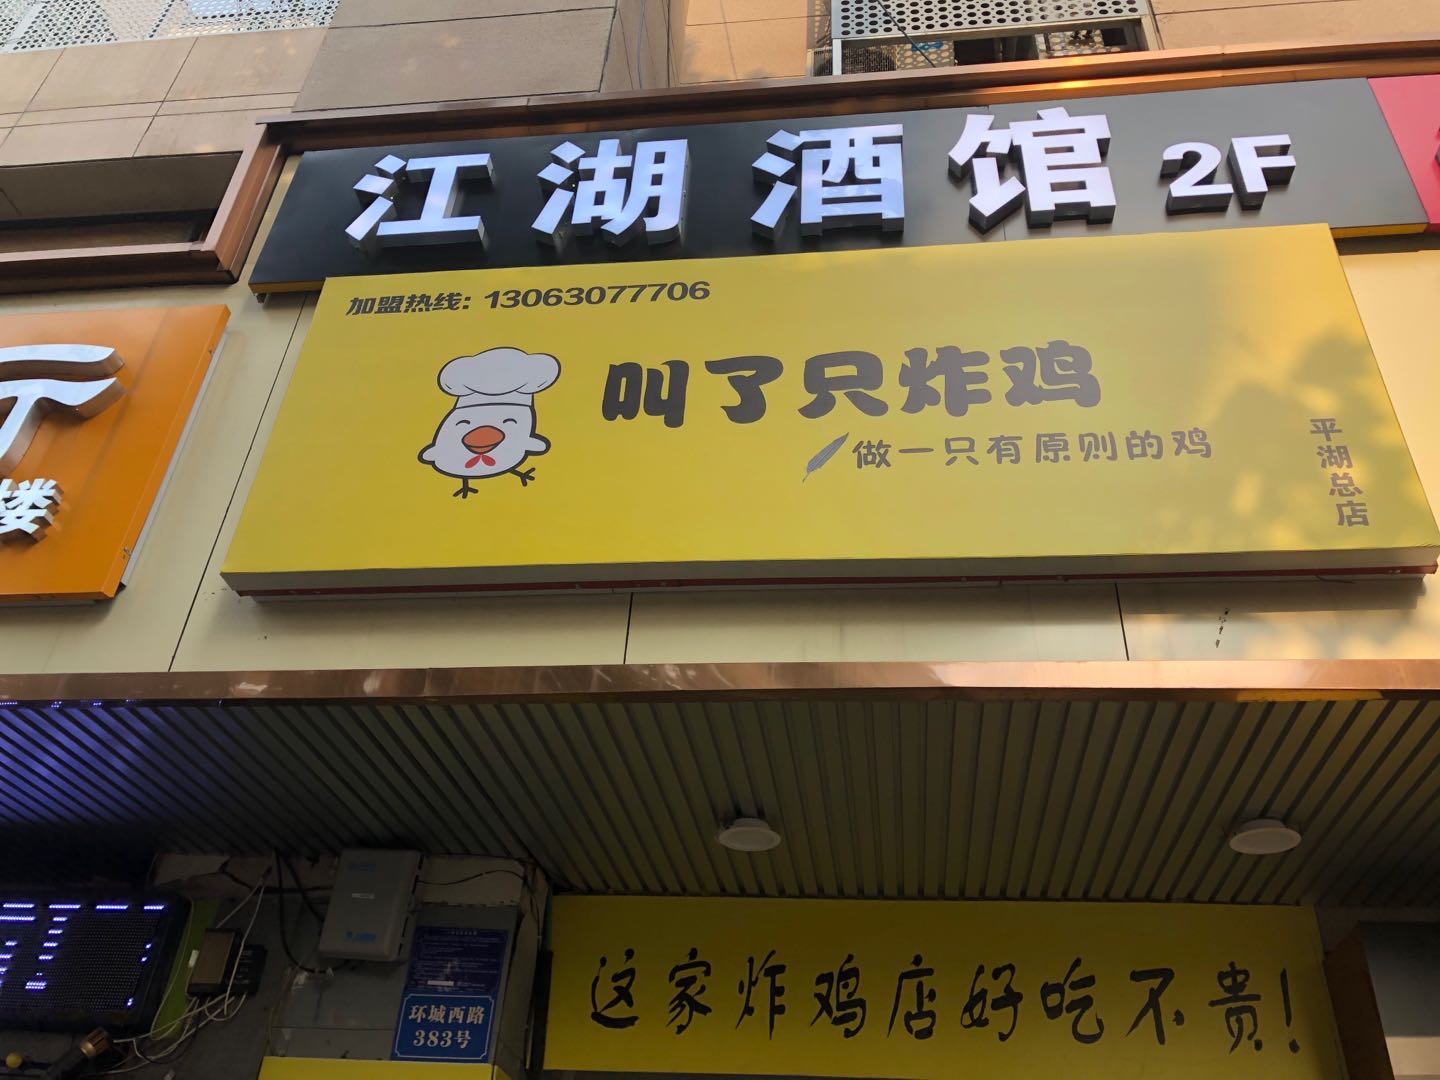 江湖酒馆 2F
加盟热线：13063077706
叫了只炸鸡
做一只有原则的鸡
平湖总店
楼
环城西路
383号
这家炸鸡店好吃不贵！